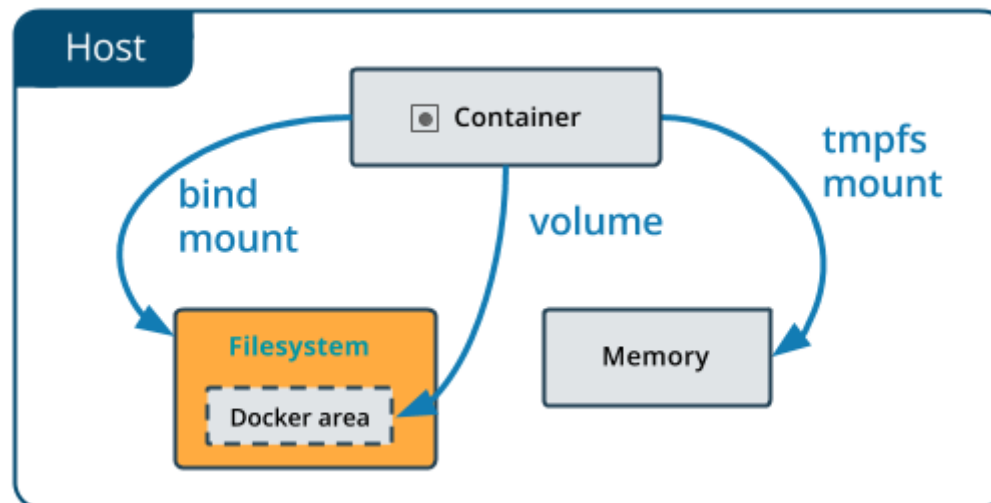 Host
Container
bind
mount
volume
tmpfs
mount
Filesystem
Docker area
Memory